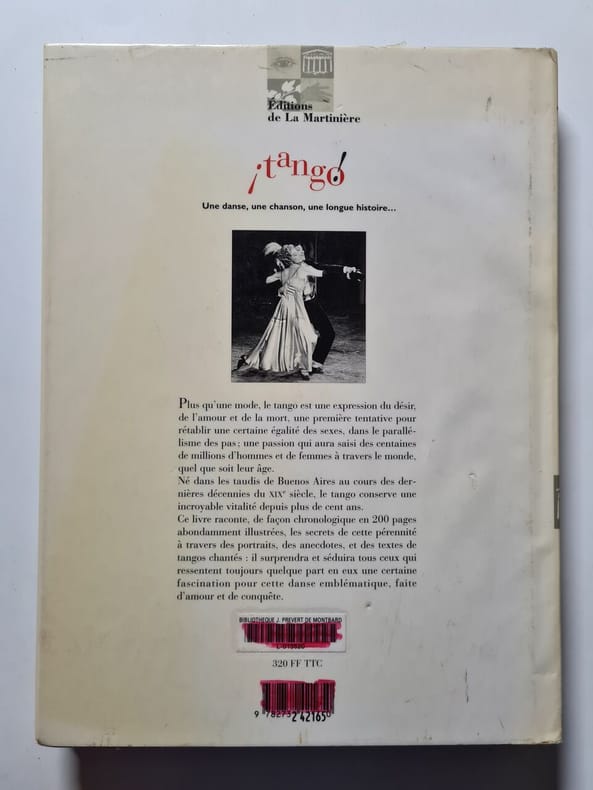 Éditions
de La Martinière
¡tango!
Une danse, une chanson, une longue histoire...
Plus qu'une mode, le tango est une expression du désir,
de l'amour et de la mort, une première tentative pour
rétablir une certaine égalité des sexes, dans le parallé-
lisme des pas ; une passion qui aura saisi des centaines
de millions d'hommes et de femmes à travers le monde,
quel que soit leur âge.
Né dans les taudis de Buenos Aires au cours des der-
nières décennies du XIXe siècle, le tango conserve une
incroyable vitalité depuis plus de cent ans.
Ce livre raconte, de façon chronologique en 200 pages
abondamment illustrées, les secrets de cette pérennité
à travers des portraits, des anecdotes, et des textes de
tangos chantés : il surprendra et séduira tous ceux qui
ressentent toujours quelque part en eux une certaine
fascination pour cette danse emblématique, faite
d'amour et de conquête.
BIBLIOTHEQUE J. PREVERT DE MONTBARD
320 FF TTC